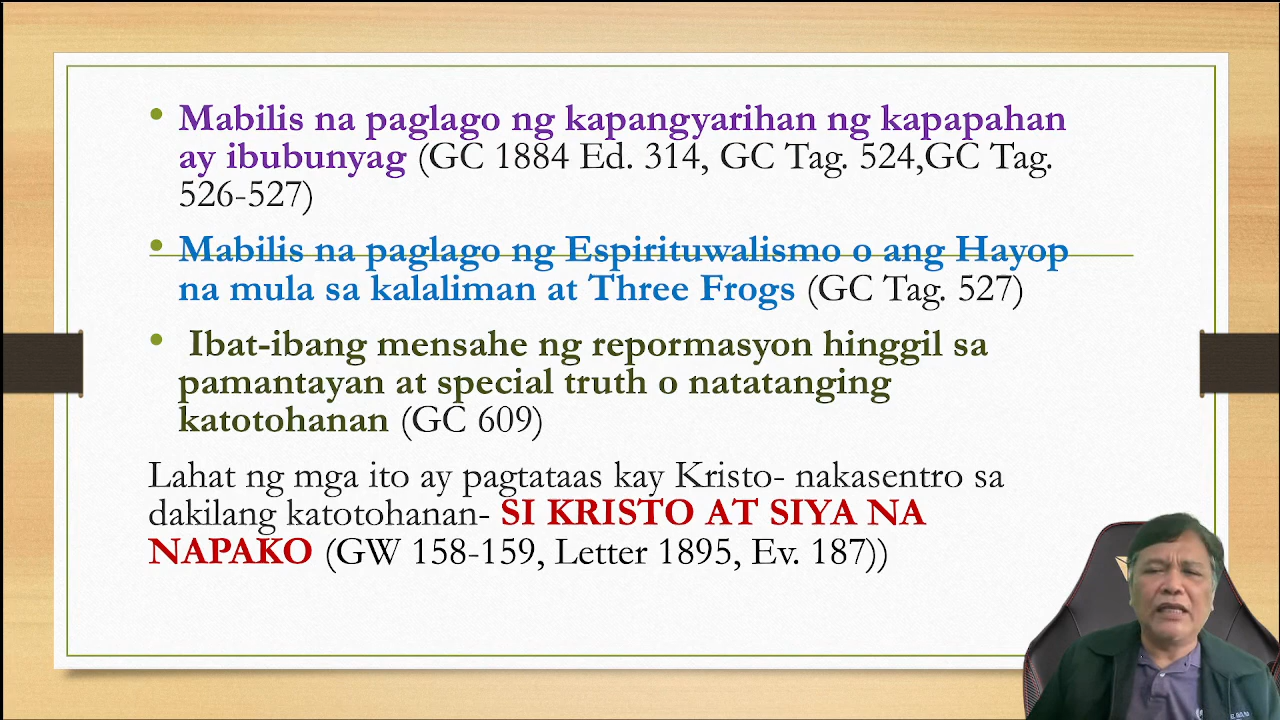 • Mabilis na paglago ng kapangyarihan ng kapapahan
ay ibubunyag (GC 1884 Ed. 314, GC Tag. 524,GC Tag.
526-527)
• Mabilis na paglago ng Espirituwalismo o ang Hayop
na mula sa kalaliman at Three Frogs (GC Tag. 527)
• Ibat-ibang mensahe ng repormasyon hinggil sa
pamantayan at special truth o natatanging
katotohanan (GC 609)
Lahat ng mga ito ay pagtataas kay Kristo- nakasentro sa
dakilang katotohanan- SI KRISTO AT SIYA NA
NAPAKO (GW 158-159, Letter 1895, Ev. 187))